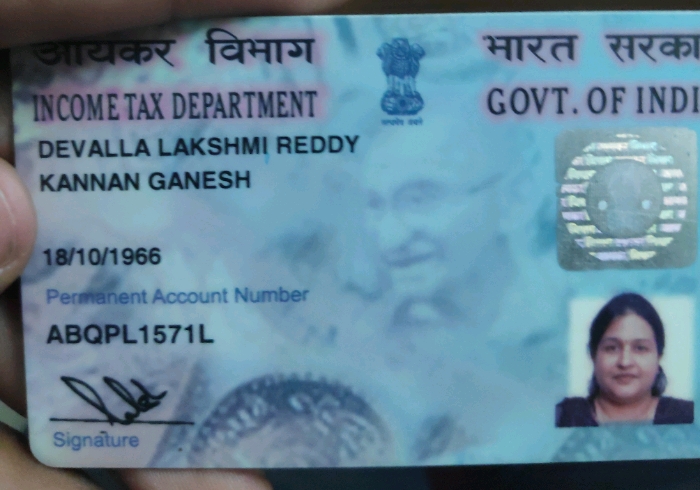 आयकर विभाग
भारत सरका
INCOME TAX DEPARTMENT
GOVT. OF INDI
DEVALLA LAKSHMI REDDY
KANNAN GANESH
18/10/1966
Permanent Account Number
ABQPL1571L
Signature